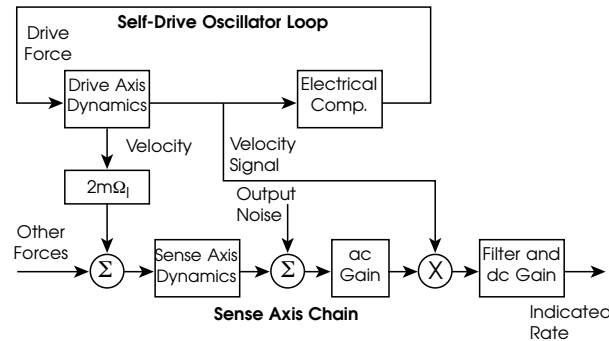 Self-Drive Oscillator Loop
Drive
Force
Drive Axis
Dynamics
Electrical
Comp.
Velocity
Velocity
Signal
2mΩI
Output
Noise
Other
Forces
Σ
Sense Axis
Dynamics
Σ
ac
Gain
X
Filter and
dc Gain
Sense Axis Chain
Indicated
Rate